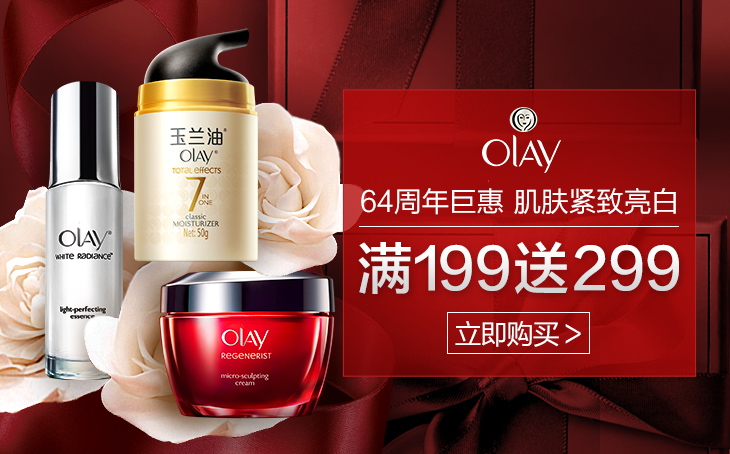 OLAY®
WHITE RADIANCE™
light-perfecting
essence
玉兰油®
OLAY®
TOTAL EFFECTS
7 IN ONE
classic
MOISTURIZER
Net: 50g
OLAY
REGENERIST
micro-sculpting
cream
OLAY
64周年巨惠 肌肤紧致亮白
满199送299
立即购买>